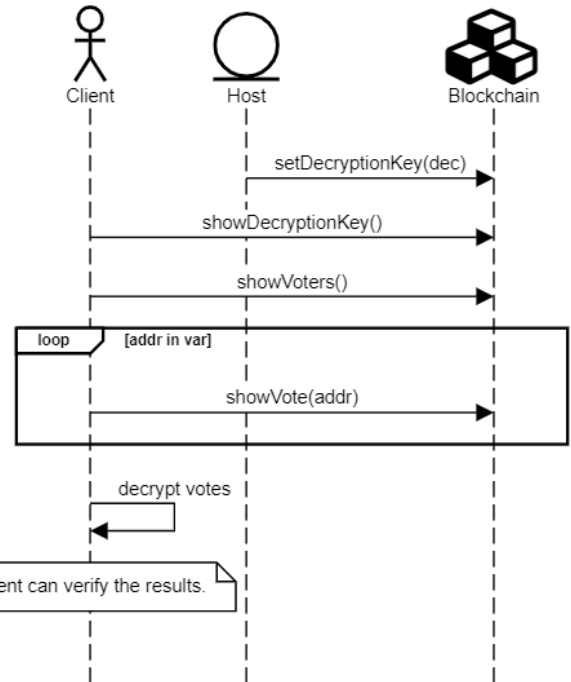 Client
Host
Blockchain
setDecryptionKey(dec)
showDecryptionKey()
showVoters()
loop
[addr in var]
showVote(addr)
decrypt votes
can verify the results.